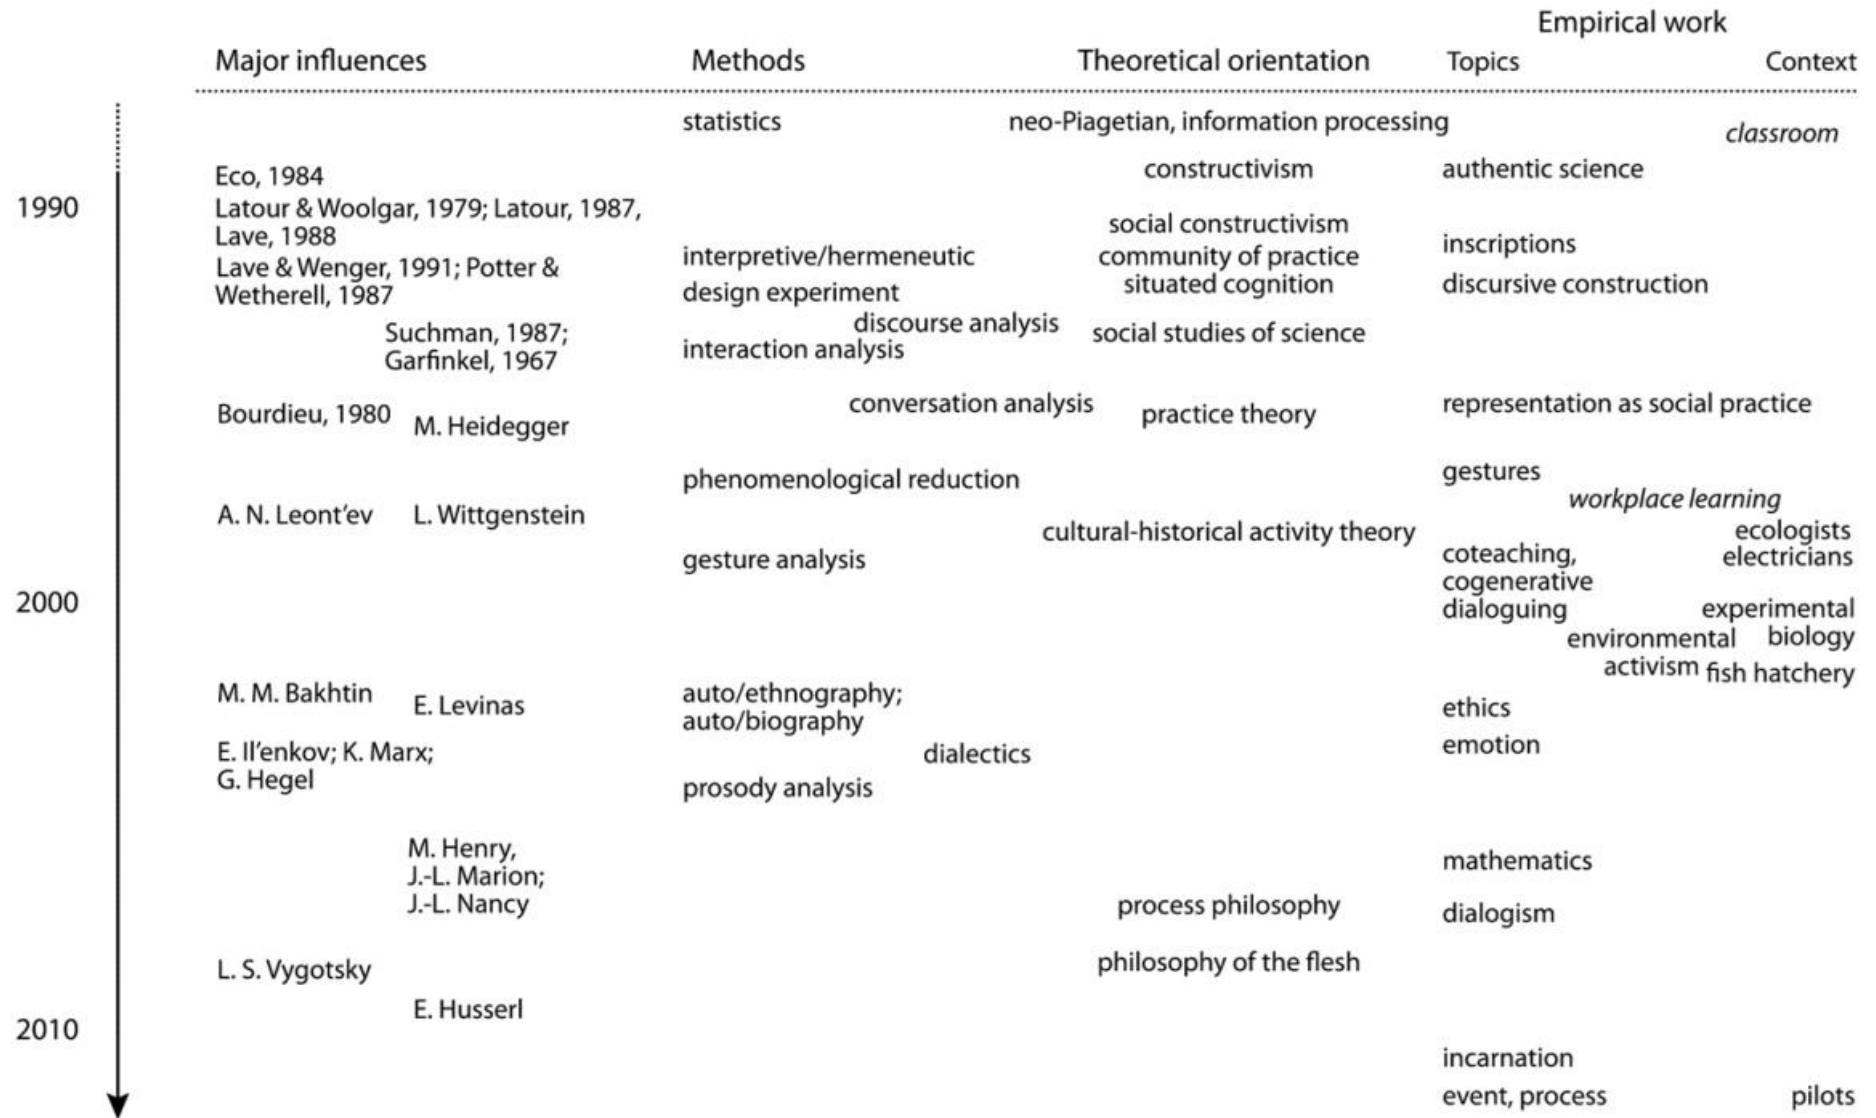 Empirical work
Major influences Methods Theoretical orientation Topics Context
statistics neo-Piagetian, information processing
classroom
Eco, 1984 constructivism authentic science
1990 Latour & Woolgar, 1979; Latour, 1987,
Lave, 1988 social constructivism
inscriptions
interpretive/hermeneutic community of practice
Lave & Wenger, 1991; Potter &
Wetherell, 1987 design experiment situated cognition discursive construction
discourse analysis
Suchman, 1987; social studies of science
Garfinkel, 1967 interaction analysis
conversation analysis representation as social practice
Bourdieu, 1980 M. Heidegger practice theory
phenomenological reduction gestures
workplace learning
A. N. Leont'ev L. Wittgenstein
cultural-historical activity theory ecologists
gesture analysis coteaching, electricians
cogenerative
2000 dialoguing experimental
environmental biology
activism fish hatchery
M. M. Bakhtin E. Levinas auto/ethnography; ethics
auto/biography
E. Il'enkov; K. Marx; dialectics emotion
G. Hegel prosody analysis
M. Henry,
J.-L. Marion; mathematics
J.-L. Nancy process philosophy dialogism
L. S. Vygotsky philosophy of the flesh
E. Husserl
2010
incarnation
event, process pilots